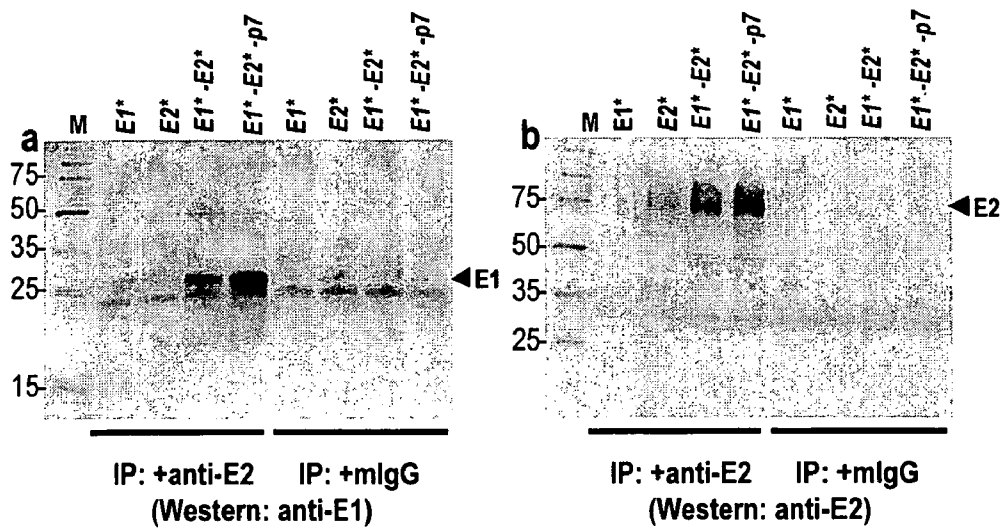 a
M
E1*
E2*
E1*-E2*
E1*-E2*-p7
E1*
E2*
E1*-E2*
E1*-E2*-p7
75-
50-
35-
25-
15-
E1
IP: +anti-E2
IP: +mIgG
(Western: anti-E1)
b
M
E1*
E2*
E1*-E2*
E1*-E2*-p7
E1*
E2*
E1*-E2*
E1*-E2*-p7
75-
50-
35-
25-
E2
IP: +anti-E2
IP: +mIgG
(Western: anti-E2)